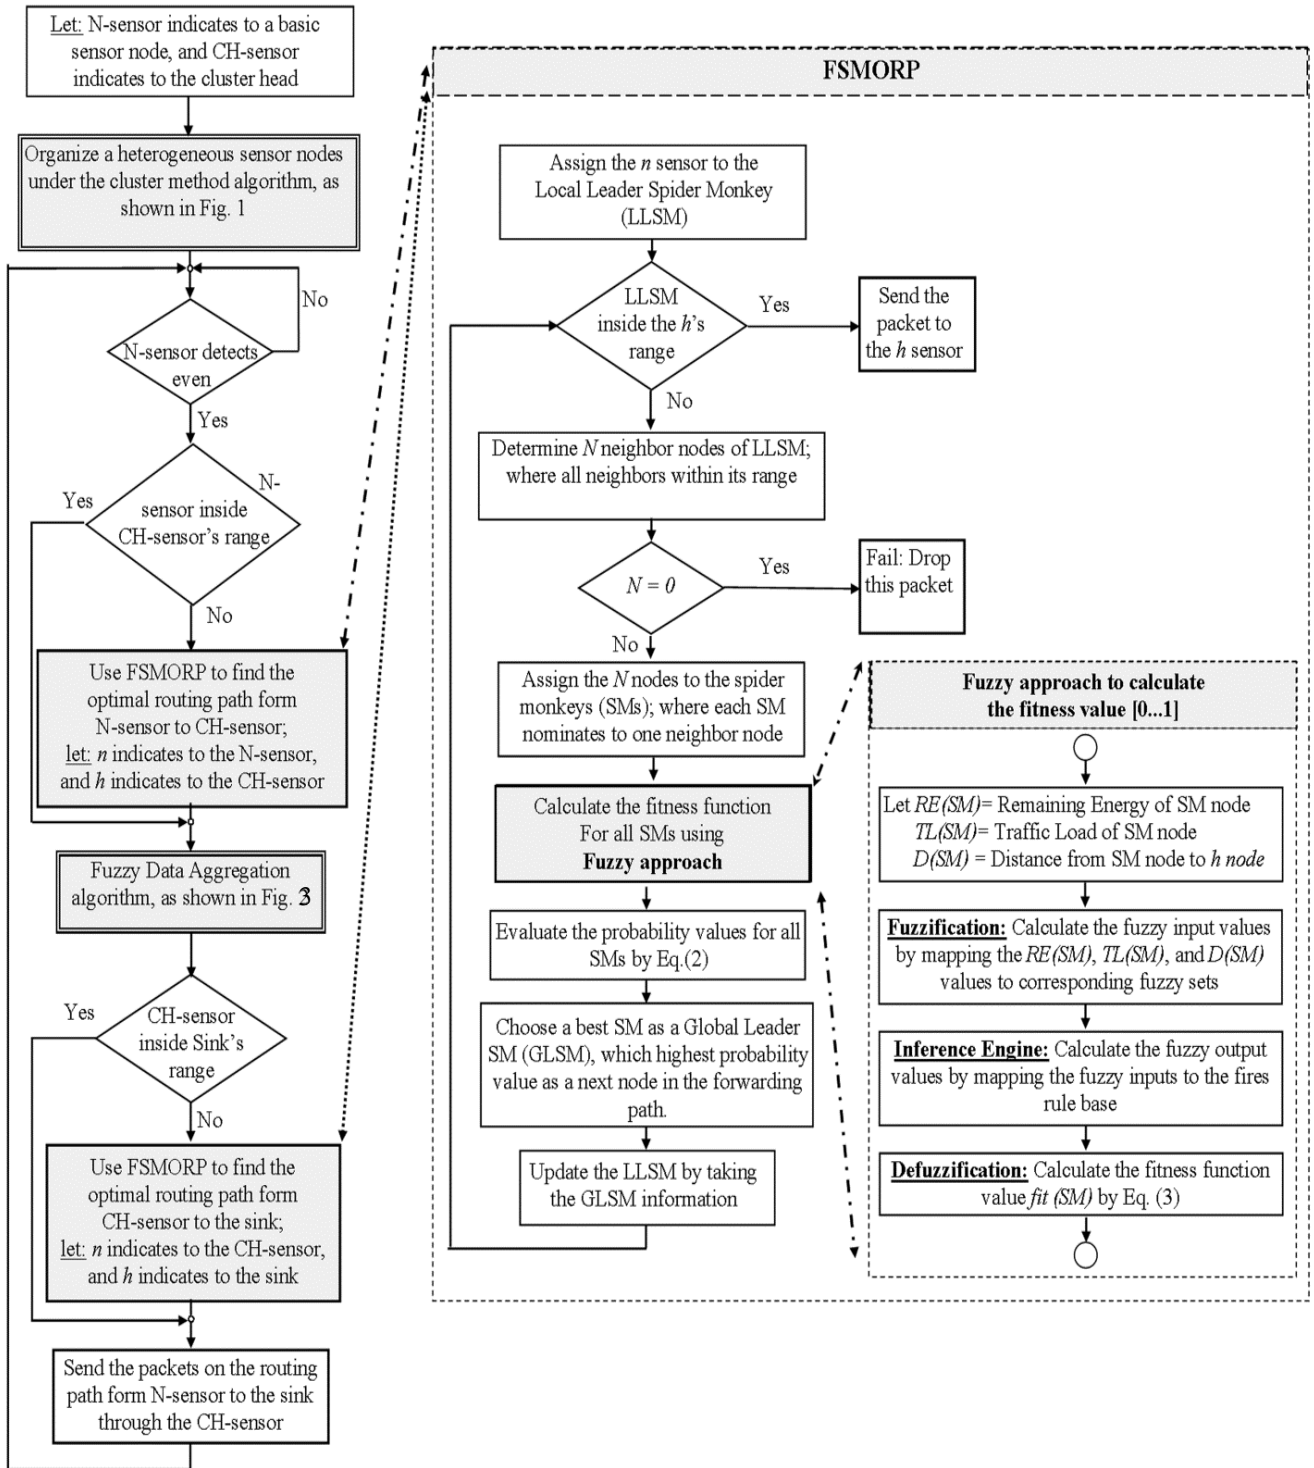 Let: N-sensor indicates to a basic
sensor node, and CH-sensor
indicates to the cluster head
Organize a heterogeneous sensor nodes
under the cluster method algorithm, as
shown in Fig. 1
No
N-sensor detects
even
Yes
N-
Yes
sensor inside
CH-sensor's range
No
Use FSMORP to find the
optimal routing path form
N-sensor to CH-sensor;
let: n indicates to the N-sensor,
and h indicates to the CH-sensor
Fuzzy Data Aggregation
algorithm, as shown in Fig. 3
Yes
CH-sensor
inside Sink's
range
No
Use FSMORP to find the
optimal routing path form
CH-sensor to the sink;
let: n indicates to the CH-sensor,
and h indicates to the sink
Send the packets on the routing
path form N-sensor to the sink
through the CH-sensor
FSMORP
Assign the n sensor to the
Local Leader Spider Monkey
(LLSM)
LLSM
inside the h's
range
Yes
Send the
packet to
the h sensor
No
Determine N neighbor nodes of LLSM;
where all neighbors within its range
N = 0
Yes
Fail: Drop
this packet
No
Assign the N nodes to the spider
monkeys (SMs); where each SM
nominates to one neighbor node
Calculate the fitness function
For all SMs using
Fuzzy approach
Evaluate the probability values for all
SMs by Eq.(2)
Choose a best SM as a Global Leader
SM (GLSM), which highest probability
value as a next node in the forwarding
path.
Update the LLSM by taking
the GLSM information
Fuzzy approach to calculate
the fitness value [0...1]
Let RE(SM)= Remaining Energy of SM node
TL(SM)= Traffic Load of SM node
D(SM) = Distance from SM node to h node
Fuzzification: Calculate the fuzzy input values
by mapping the RE(SM), TL(SM), and D(SM)
values to corresponding fuzzy sets
Inference Engine: Calculate the fuzzy output
values by mapping the fuzzy inputs to the fires
rule base
Defuzzification: Calculate the fitness function
value fit (SM) by Eq. (3)